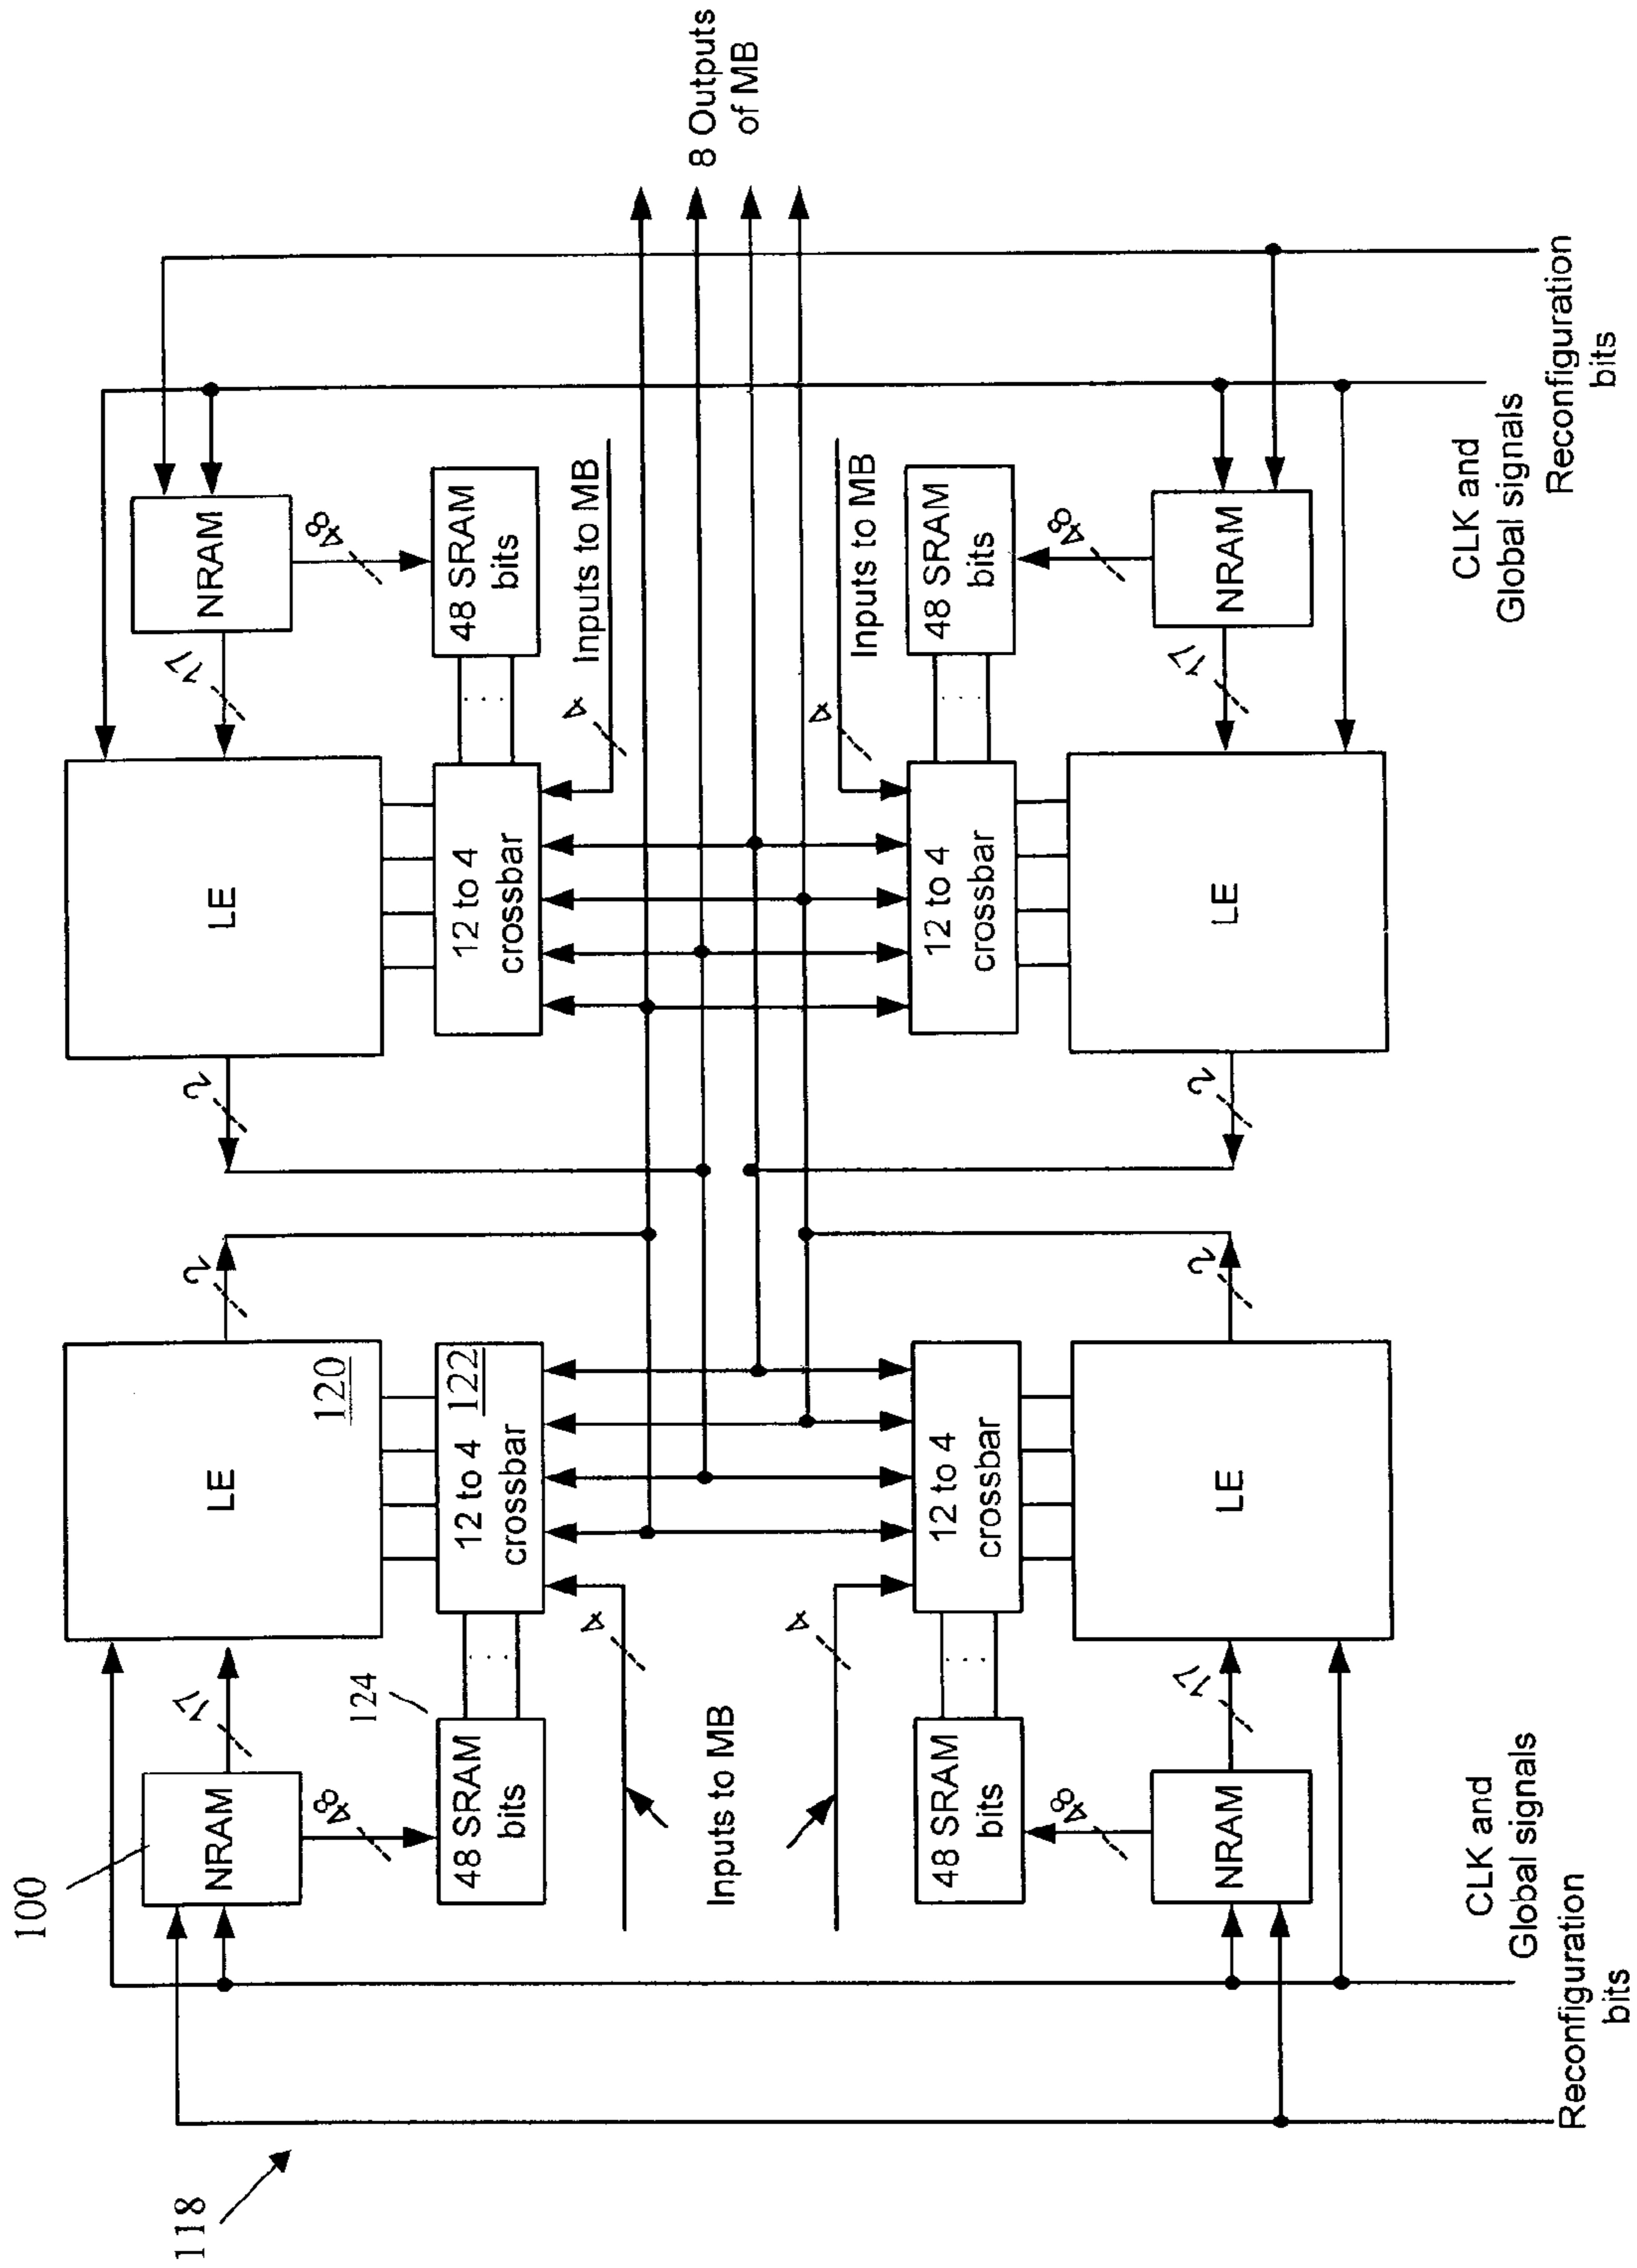 100
118
NRAM
17
LE
2
2
LE
17
NRAM
48
120
48
124
48 SRAM
bits
12 to 4
crossbar
122
12 to 4
crossbar
48 SRAM
bits
4
4
Inputs to MB
Inputs to MB
8 Outputs
of MB
4
4
Inputs to MB
48 SRAM
bits
12 to 4
crossbar
12 to 4
crossbar
48 SRAM
bits
48
48
NRAM
17
LE
2
2
LE
17
NRAM
CLK and
Global signals
Reconfiguration
bits
CLK and
Global signals
Reconfiguration
bits